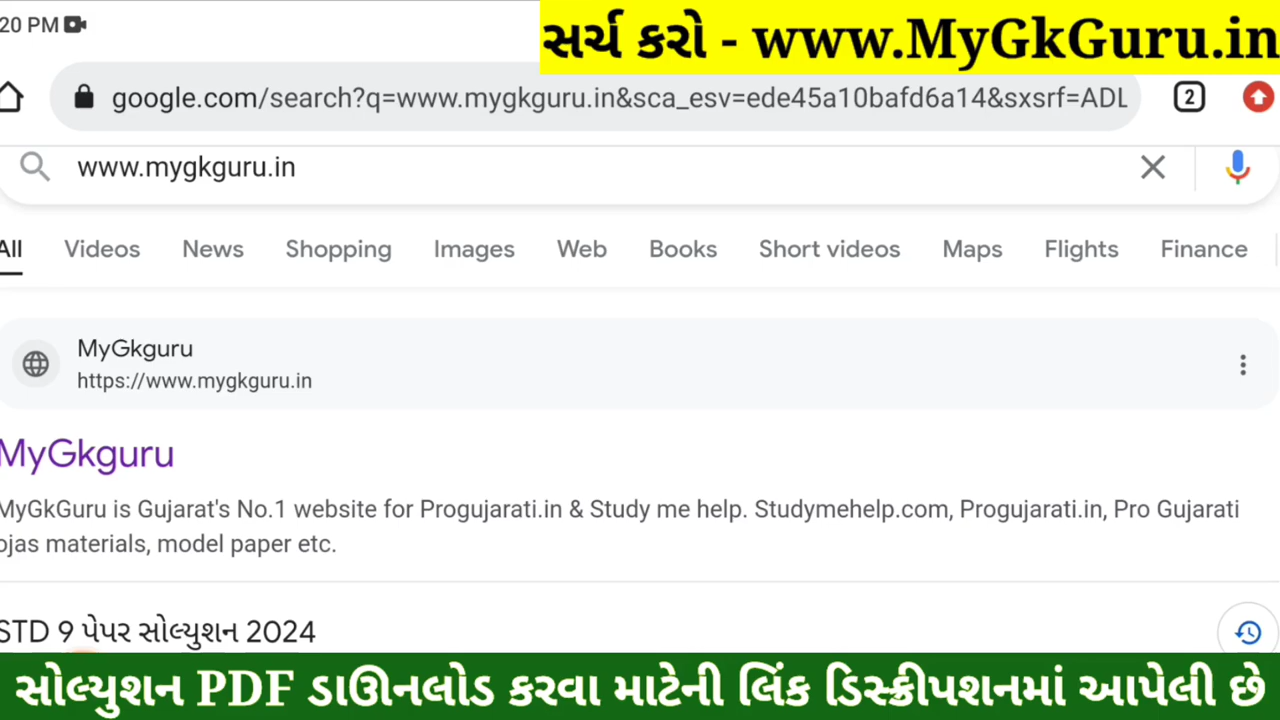 20 PM
સર્ચ કરો - www.MyGkGuru.in
google.com/search?q=www.mygkguru.in&sca_esv=ede45a10bafd6a14&sxsrf=ADL
2
www.mygkguru.in
All Videos News Shopping Images Web Books Short videos Maps Flights Finance
MyGkguru
https://www.mygkguru.in
MyGkguru
MyGkGuru is Gujarat's No.1 website for Progujarati.in & Study me help. Studymehelp.com, Progujarati.in, Pro Gujarati
ojas materials, model paper etc.
STD 9 પેપર સોલ્યુશન 2024
સોલ્યુશન PDF ડાઊનલોડ કરવા માટેની લિંક ડિસ્ક્રીપશનમાં આપેલી છે